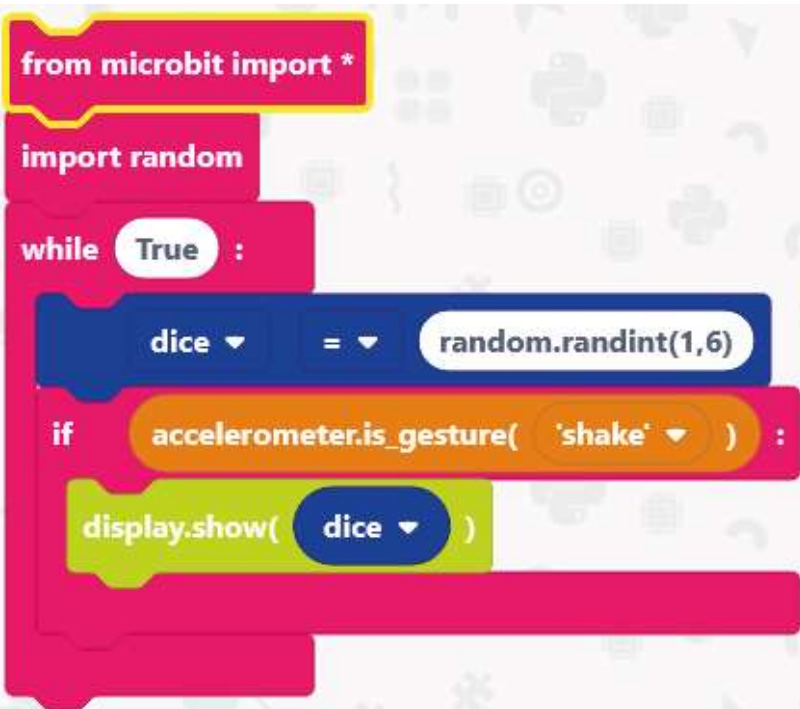 from microbit import *
import random
while True :
dice = random.randint(1,6)
if accelerometer.is_gesture( 'shake' ) :
display.show( dice )